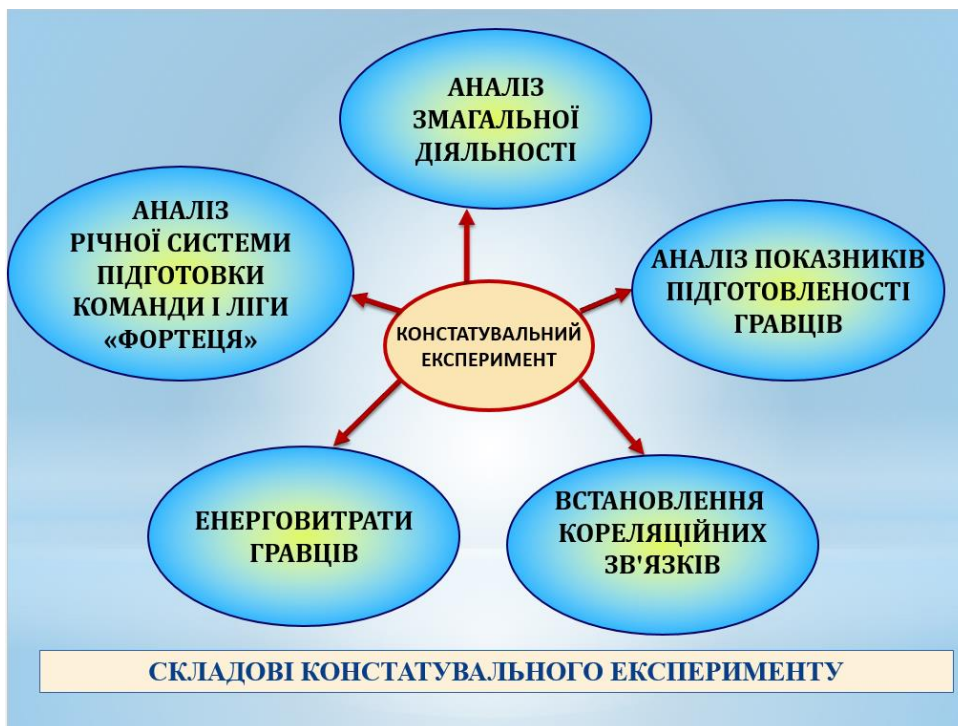 АНАЛІЗ
ЗМАГАЛЬНОЇ
ДІЯЛЬНОСТІ
АНАЛІЗ
РІЧНОЇ СИСТЕМИ
ПІДГОТОВКИ
КОМАНДИ І ЛІГИ
«ФОРТЕЦЯ»
АНАЛІЗ ПОКАЗНИКІВ
ПІДГОТОВЛЕНОСТІ
ГРАВЦІВ
КОНСТАТУВАЛЬНИЙ
ЕКСПЕРИМЕНТ
ЕНЕРГОВИТРАТИ
ГРАВЦІВ
ВСТАНОВЛЕННЯ
КОРЕЛЯЦІЙНИХ
ЗВ'ЯЗКІВ
СКЛАДОВІ КОНСТАТУВАЛЬНОГО ЕКСПЕРИМЕНТУ